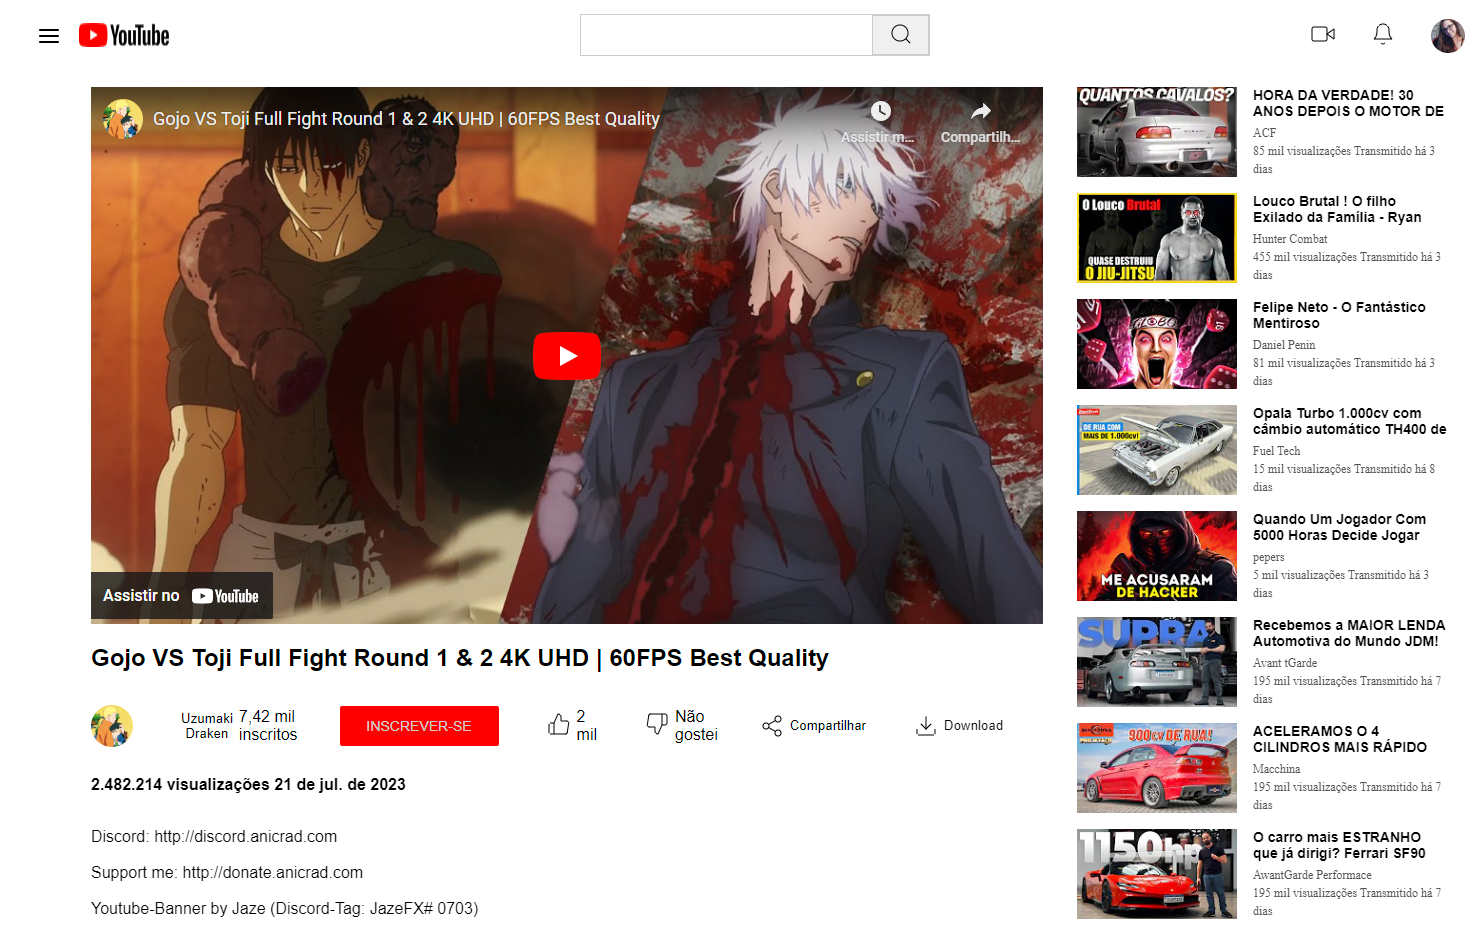 YouTube
Gojo VS Toji Full Fight Round 1 & 2 4K UHD | 60FPS Best Quality
Assistir m...
Compartilh...
Assistir no YouTube
Gojo VS Toji Full Fight Round 1 & 2 4K UHD | 60FPS Best Quality
Uzumaki
Draken
7,42 mil
inscritos
INSCREVER-SE
2
mil
Não
gostei
Compartilhar
Download
2.482.214 visualizações 21 de jul. de 2023
Discord: http://discord.anicrad.com
Support me: http://donate.anicrad.com
Youtube-Banner by Jaze (Discord-Tag: JazeFX# 0703)
QUANTOS CAVALOS?
HORA DA VERDADE! 30
ANOS DEPOIS O MOTOR DE
ACF
85 mil visualizações Transmitido há 3
dias
O Louco Brutal
QUASE DESTRUIU
O JIU-JITSU
Louco Brutal ! O filho
Exilado da Família - Ryan
Hunter Combat
455 mil visualizações Transmitido há 3
dias
GLOBO
Felipe Neto - O Fantástico
Mentiroso
Daniel Penin
81 mil visualizações Transmitido há 3
dias
DE RUA COM
MAIS DE 1.000cv!
Opala Turbo 1.000cv com
câmbio automático TH400 de
Fuel Tech
15 mil visualizações Transmitido há 8
dias
ME ACUSARAM
DE HACKER
Quando Um Jogador Com
5000 Horas Decide Jogar
pepers
5 mil visualizações Transmitido há 3
dias
SUPRA
Recebemos a MAIOR LENDA
Automotiva do Mundo JDM!
Avant tGarde
195 mil visualizações Transmitido há 7
dias
900cv DE RUA!
ACELERAMOS O 4
CILINDROS MAIS RÁPIDO
Macchina
195 mil visualizações Transmitido há 7
dias
1150hp
O carro mais ESTRANHO
que já dirigi? Ferrari SF90
AvantGarde Performace
195 mil visualizações Transmitido há 7
dias